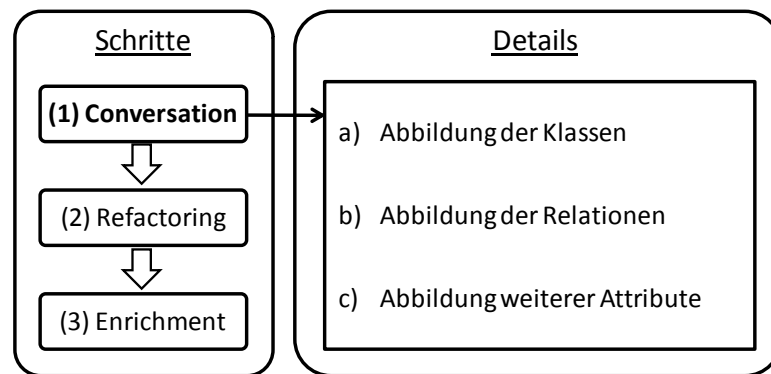 Schritte
(1) Conversation
(2) Refactoring
(3) Enrichment
Details
a) Abbildung der Klassen
b) Abbildung der Relationen
c) Abbildung weiterer Attribute